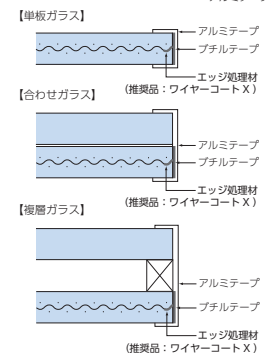 【単板ガラス】
アルミテープ
ブチルテープ
エッジ処理材
(推奨品：ワイヤーコートX)
【合わせガラス】
アルミテープ
ブチルテープ
エッジ処理材
(推奨品：ワイヤーコートX)
【複層ガラス】
アルミテープ
ブチルテープ
エッジ処理材
(推奨品：ワイヤーコートX)